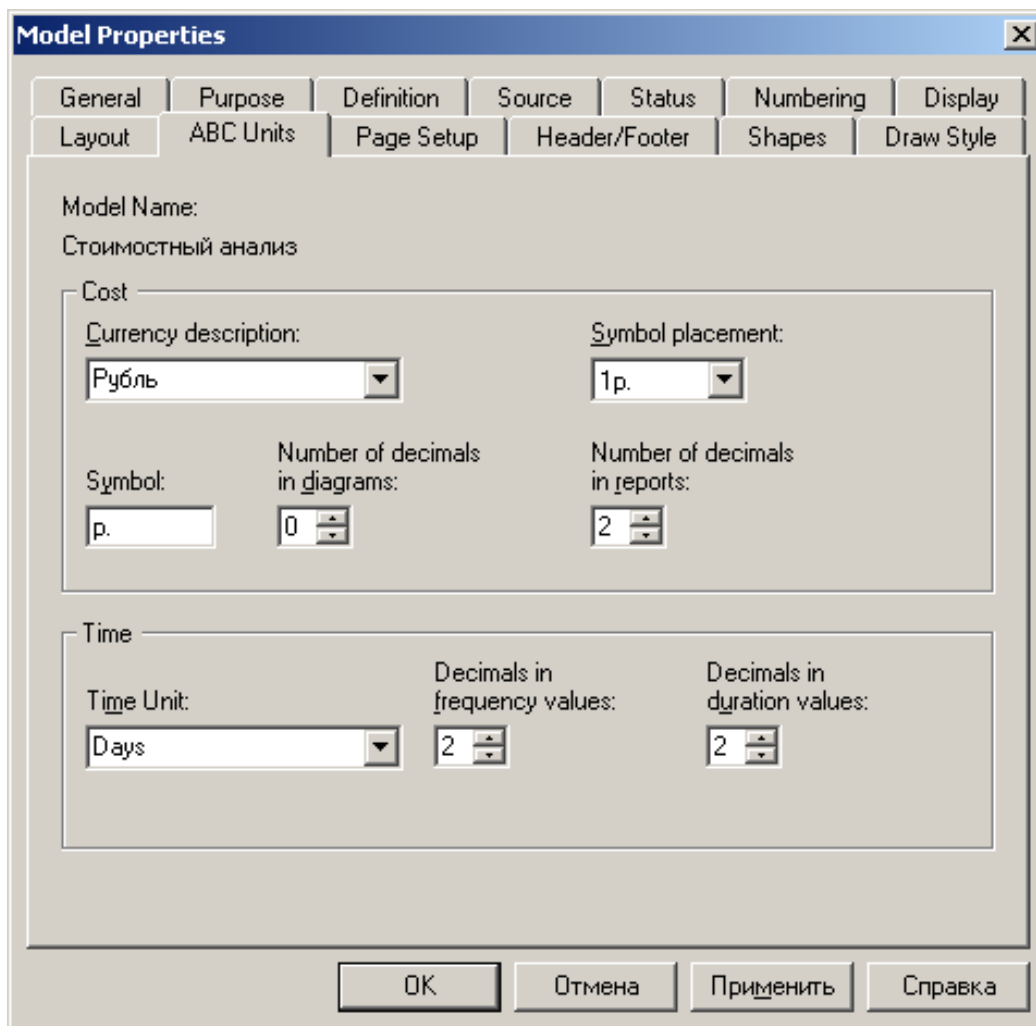 Model Properties
General Purpose Definition Source Status Numbering Display
Layout ABC Units Page Setup Header/Footer Shapes Draw Style
Model Name:
Стоимостный анализ
Cost
Currency description: Symbol placement:
Рубль 1р.
Number of decimals Number of decimals
Symbol: in diagrams: in reports:
р. 0 2
Time
Decimals in Decimals in
Time Unit: frequency values: duration values:
Days 2 2
OK Отмена Применить Справка